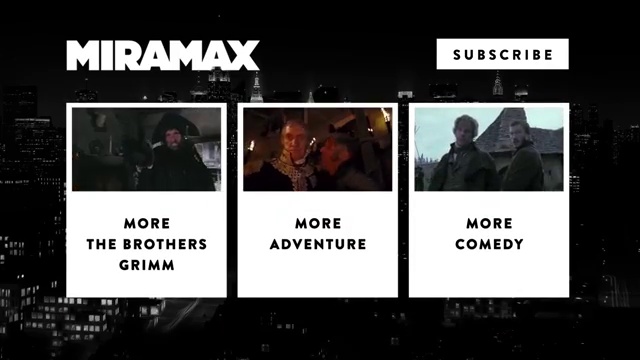 MIRAMAX
SUBSCRIBE
MORE
THE BROTHERS
GRIMM
MORE
ADVENTURE
MORE
COMEDY